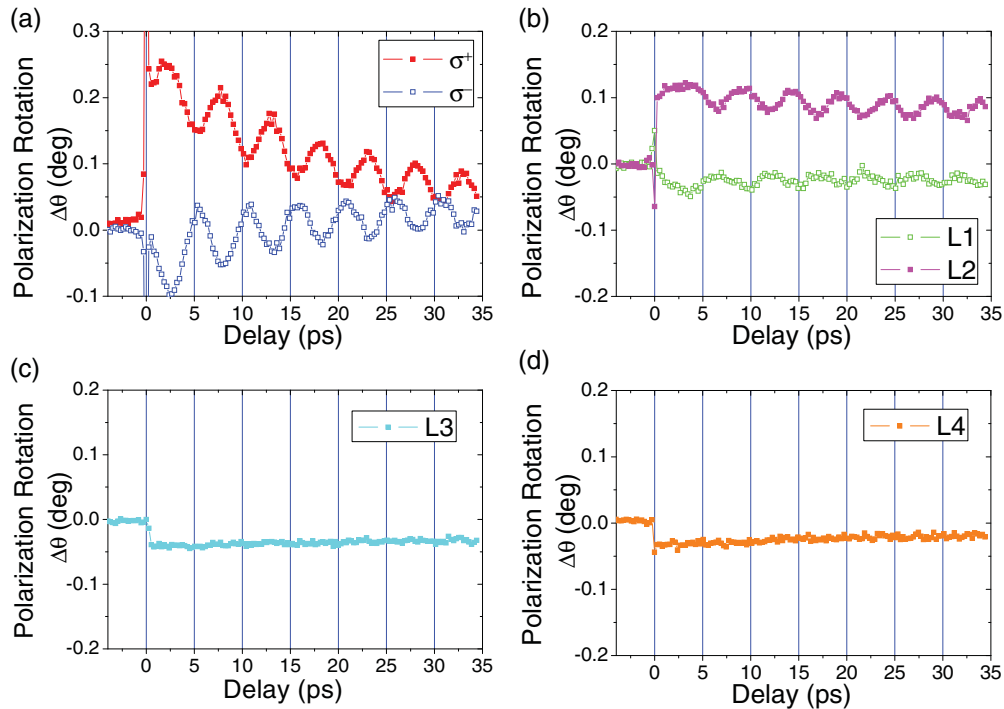 (a)
Polarization Rotation
Δθ (deg)
0.3
0.2
0.1
0.0
-0.1
σ⁺
σ⁻
0 5 10 15 20 25 30 35
Delay (ps)
(b)
Polarization Rotation
Δθ (deg)
0.2
0.1
0.0
-0.1
-0.2
L1
L2
0 5 10 15 20 25 30 35
Delay (ps)
(c)
Polarization Rotation
Δθ (deg)
0.2
0.1
0.0
-0.1
-0.2
L3
0 5 10 15 20 25 30 35
Delay (ps)
(d)
Polarization Rotation
Δθ (deg)
0.2
0.1
0.0
-0.1
-0.2
L4
0 5 10 15 20 25 30 35
Delay (ps)